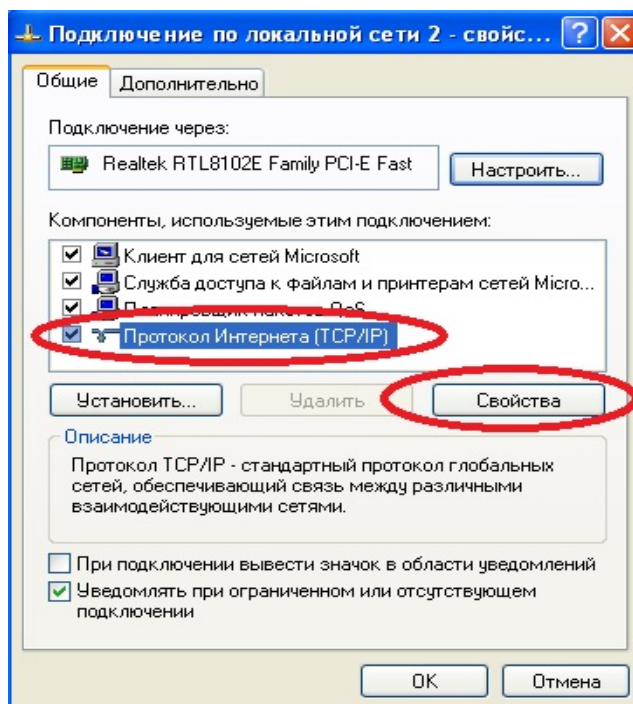 Подключение по локальной сети 2 - свойс...
Общие
Дополнительно
Подключение через:
Realtek RTL8102E Family PCI-E Fast
Настроить...
Компоненты, используемые этим подключением:
Клиент для сетей Microsoft
Служба доступа к файлам и принтерам сетей Micro...
Планировщик пакетов QoS
Протокол Интернета (TCP/IP)
Установить...
Удалить
Свойства
Описание
Протокол TCP/IP - стандартный протокол глобальных
сетей, обеспечивающий связь между различными
взаимодействующими сетями.
При подключении вывести значок в области уведомлений
Уведомлять при ограниченном или отсутствующем
подключении
OK
Отмена